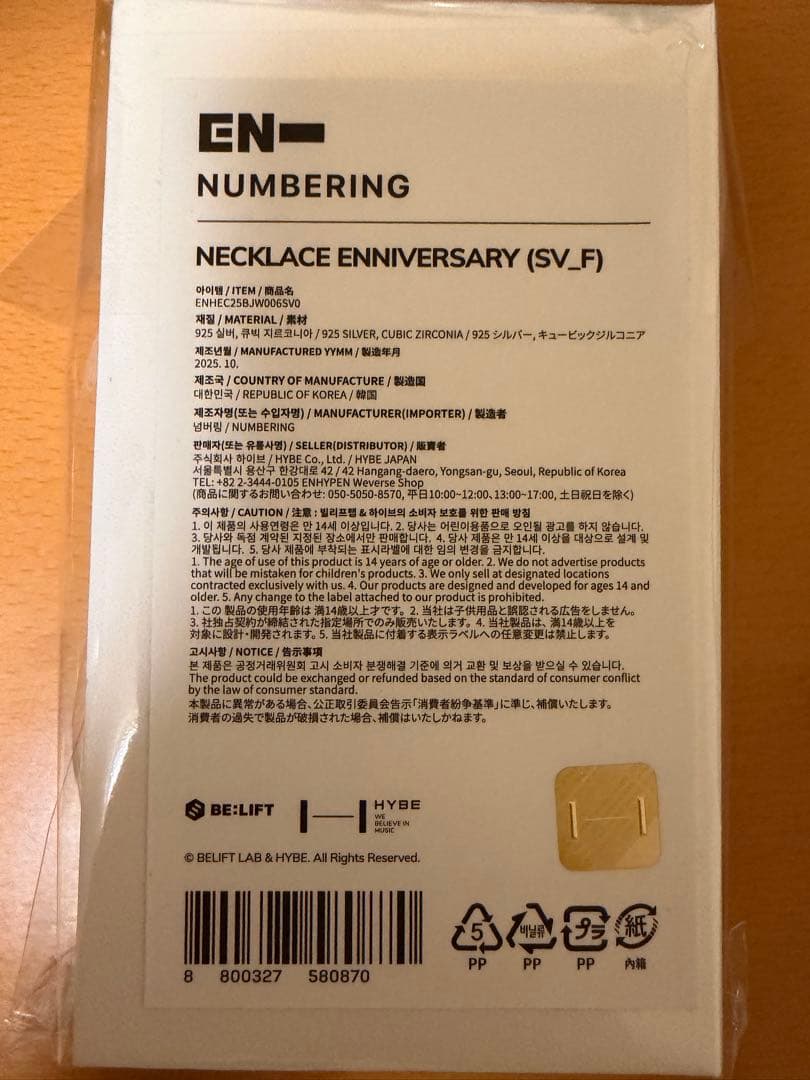 EN-
NUMBERING
NECKLACE ENNIVERSARY (SV_F)
아이템 / ITEM / 商品名
ENHEC25BJW006SV0
재질 / MATERIAL / 素材
925 실버, 큐빅 지르코니아 / 925 SILVER, CUBIC ZIRCONIA / 925 シルバー, キュービックジルコニア
제조년월 / MANUFACTURED YYMM / 製造年月
2025. 10.
제조국 / COUNTRY OF MANUFACTURE / 製造国
대한민국 / REPUBLIC OF KOREA / 韓国
제조자명(또는 수입자명) / MANUFACTURER(IMPORTER) / 製造者
넘버링 / NUMBERING
판매자(또는 유통사명) / SELLER(DISTRIBUTOR) / 販賣者
주식회사 하이브 / HYBE Co., Ltd. / HYBE JAPAN
서울특별시 용산구 한강대로 42 / 42 Hangang-daero, Yongsan-gu, Seoul, Republic of Korea
TEL: +82 2-3444-0105 ENHYPEN Weverse Shop
(商品に関するお問い合わせ: 050-5050-8570, 平日10:00~12:00、13:00~17:00, 土日祝日を除く)
주의사항 / CAUTION / 注意 : 빌리프랩 & 하이브의 소비자 보호를 위한 판매 방침
1. 이 제품의 사용연령은 만 14세 이상입니다. 2. 당사는 어린이용품으로 오인될 광고를 하지 않습니다.
3. 당사와 독점 계약된 지정된 장소에서만 판매합니다. 4. 당사 제품은 만 14세 이상을 대상으로 설계 및
개발됩니다. 5. 당사 제품에 부착되는 표시라벨에 대한 임의 변경을 금지합니다.
1. The age of use of this product is 14 years of age or older. 2. We do not advertise products
that will be mistaken for children's products. 3. We only sell at designated locations
contracted exclusively with us. 4. Our products are designed and developed for ages 14 and
older. 5. Any change to the label attached to our product is prohibited.
1. この 製品の使用年齢は 満14歳以上才です。 2. 当社は子供用品と誤認される広告をしません。
3. 社独占契約が締結された指定場所でのみ販売いたします。 4. 当社製品は、満14歳以上を
対象に設計・開発されます。 5. 当社製品に付着する表示ラベルへの任意変更は禁止します。
고시사항 / NOTICE / 告示事項
본 제품은 공정거래위원회 고시 소비자 분쟁해결 기준에 의거 교환 및 보상을 받으실 수 있습니다.
The product could be exchanged or refunded based on the standard of consumer conflict
by the law of consumer standard.
本製品に異常がある場合、公正取引委員会告示「消費者紛争基準」に準じ、補償いたします。
消費者の過失で製品が破損された場合、補償はいたしかねます。
BE:LIFT
HYBE
WE
BELIEVE IN
MUSIC
© BELIFT LAB & HYBE. All Rights Reserved.
8 800327 580870
5 비닐류 プラ 紙
PP PP PP 內箱